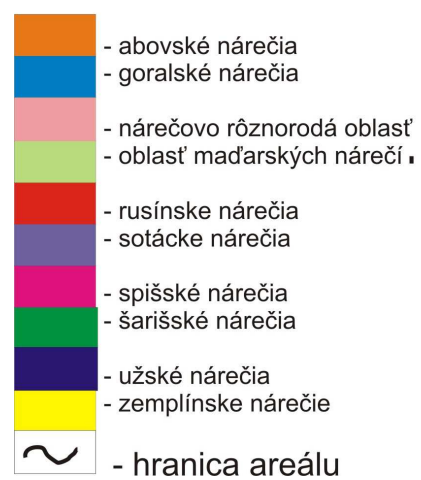 - abovské nárečia
- goralské nárečia
- nárečovo rôznorodá oblasť
- oblasť maďarských nárečí
- rusínske nárečia
- sotácke nárečia
- spišské nárečia
- šarišské nárečia
- užské nárečia
- zemplínske nárečie
- hranica areálu